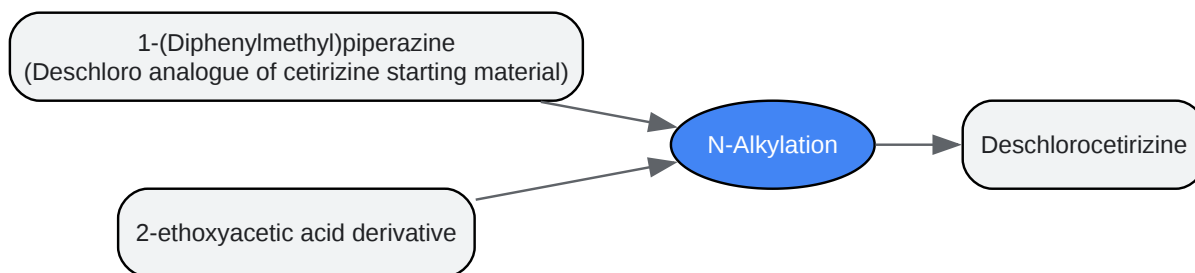 1-(Diphenylmethyl)piperazine
(Deschloro analogue of cetirizine starting material)
N-Alkylation
Deschlorocetirizine
2-ethoxyacetic acid derivative